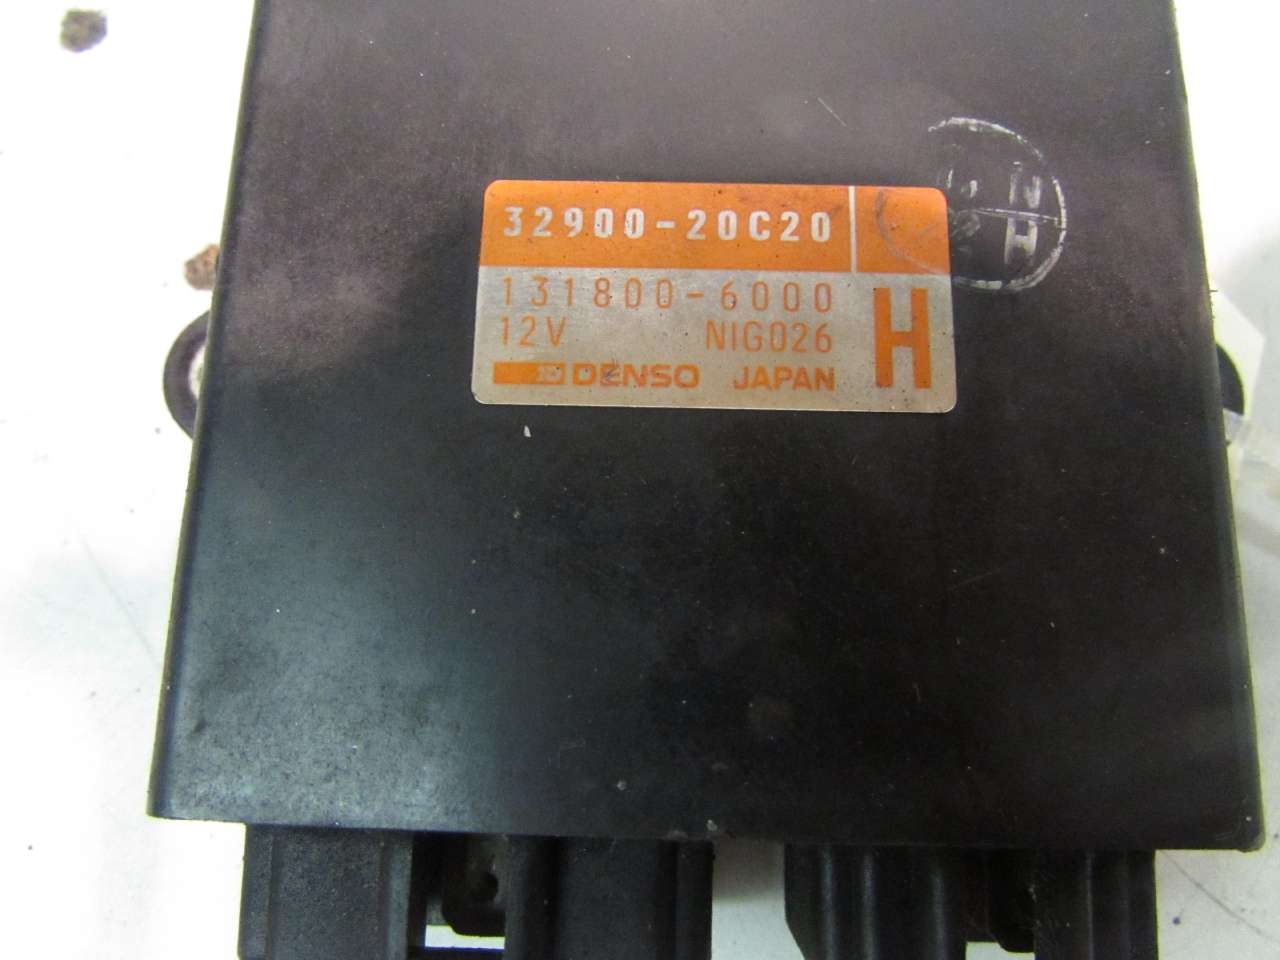 32900-20C20
131800-6000
12V NIG026 H
DENSO JAPAN